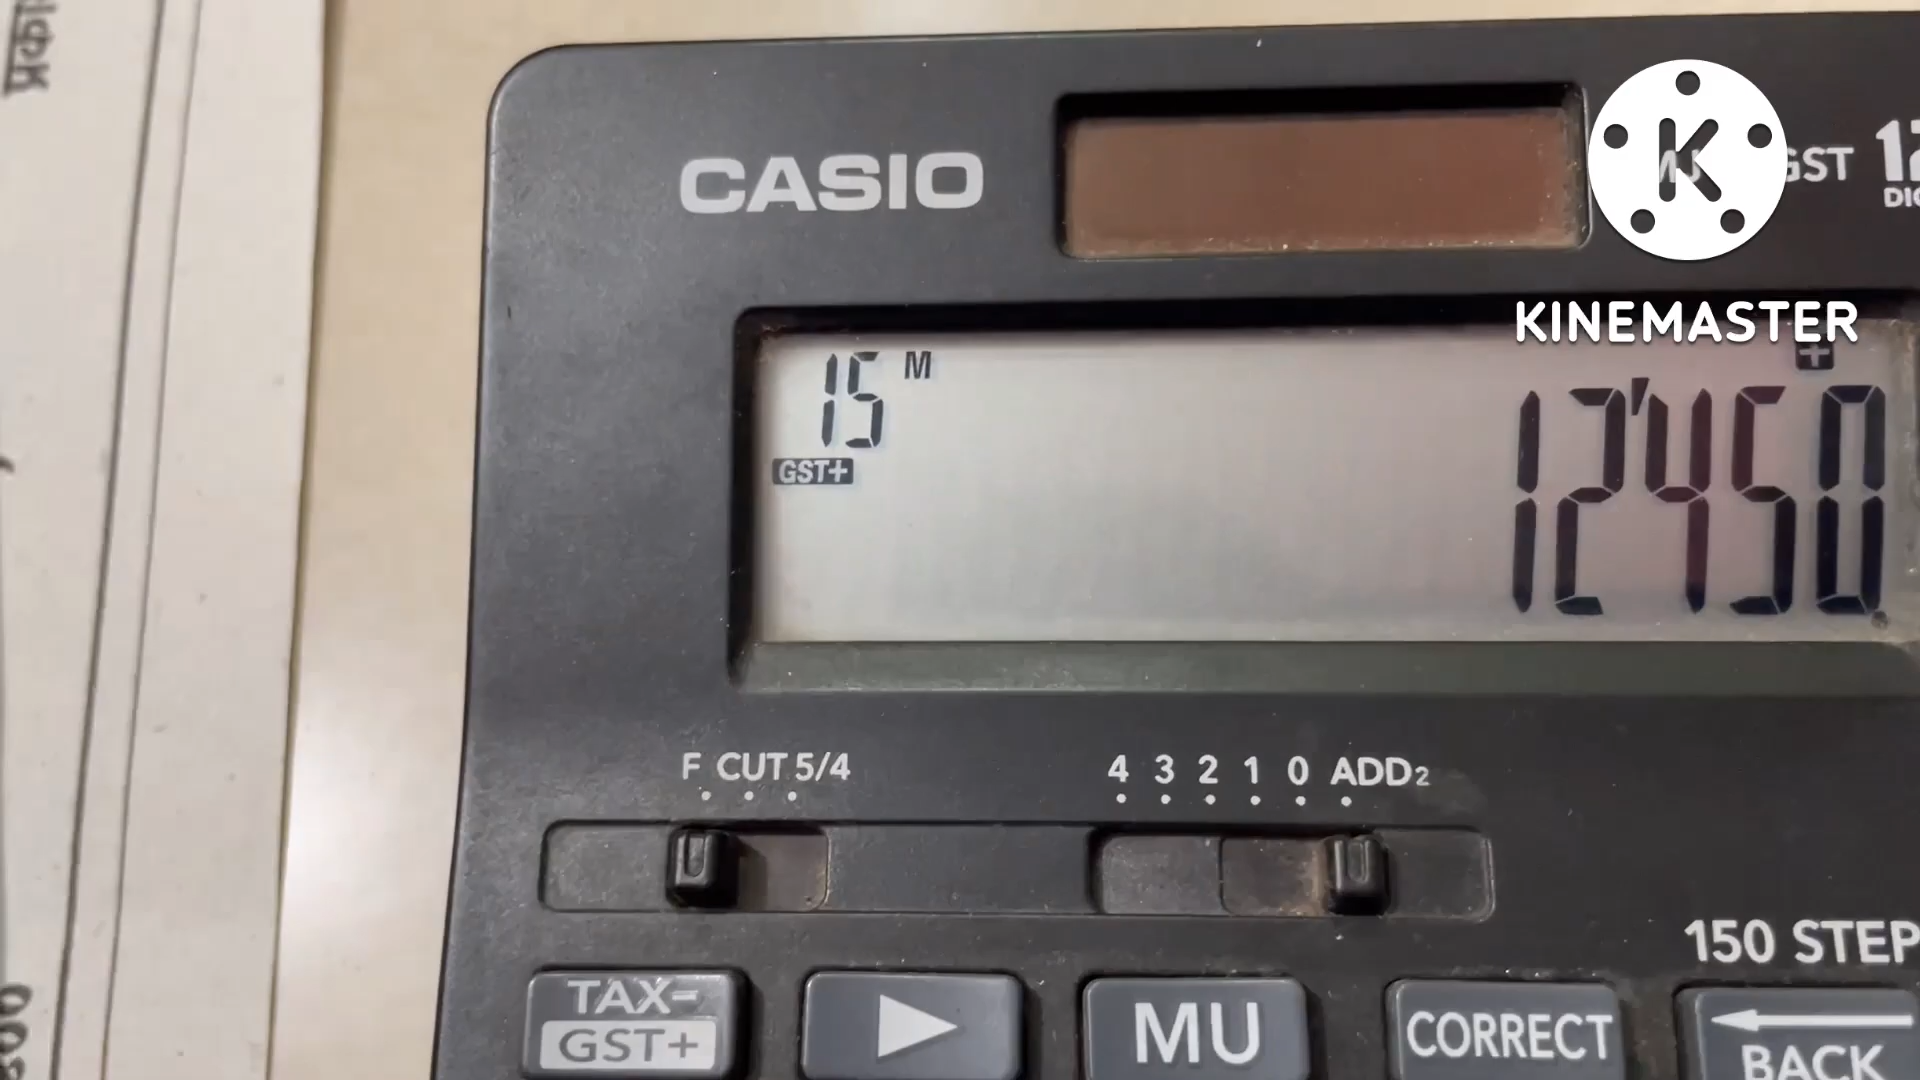 CASIO
GST
KINEMASTER
15 M
GST+
+
12'450.
F CUT 5/4
4 3 2 1 0 ADD2
150 STEP
TAX-
GST+
MU
CORRECT
BACK